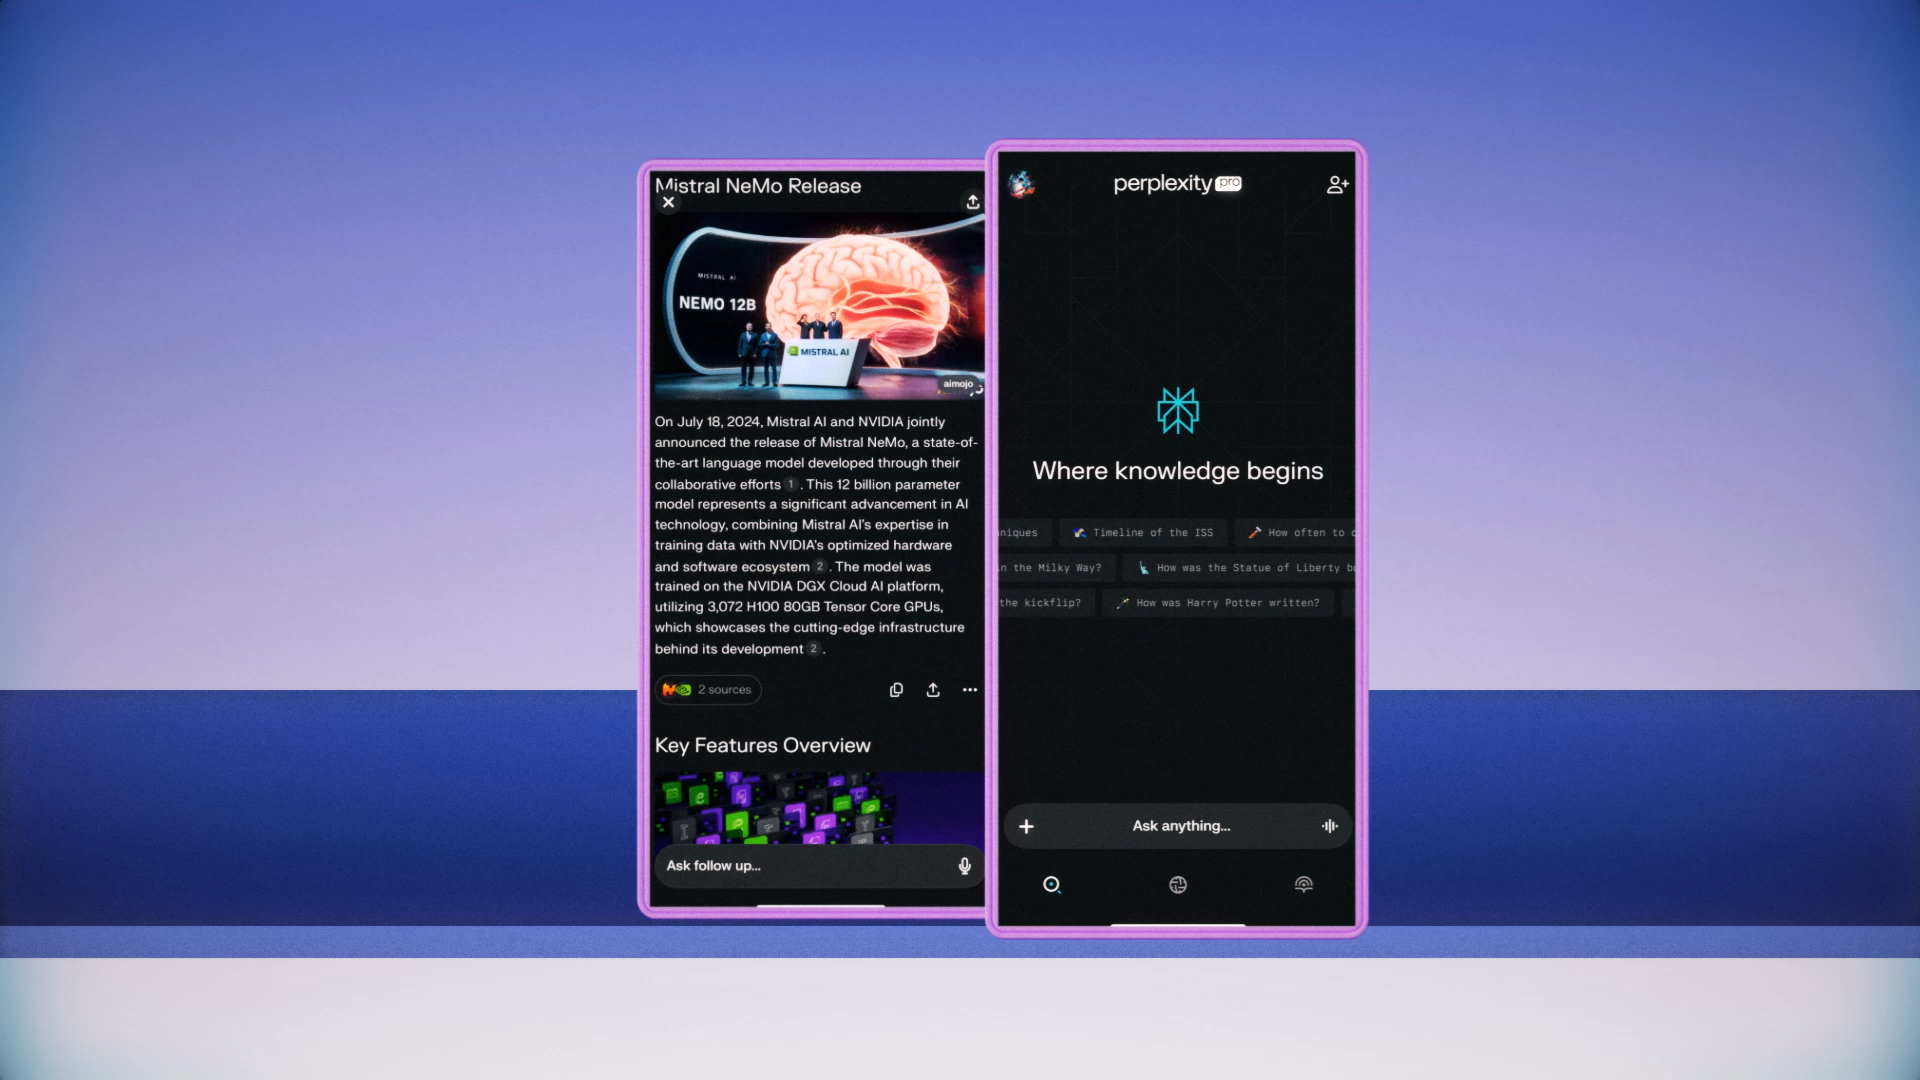 Mistral NeMo Release
MISTRAL AI
NEMO 12B
MISTRAL AI
aimojo
On July 18, 2024, Mistral AI and NVIDIA jointly
announced the release of Mistral NeMo, a state-of-
the-art language model developed through their
collaborative efforts 1 . This 12 billion parameter
model represents a significant advancement in AI
technology, combining Mistral AI's expertise in
training data with NVIDIA's optimized hardware
and software ecosystem 2 . The model was
trained on the NVIDIA DGX Cloud AI platform,
utilizing 3,072 H100 80GB Tensor Core GPUs,
which showcases the cutting-edge infrastructure
behind its development 2 .
2 sources
Key Features Overview
Ask follow up...
perplexity pro
Where knowledge begins
niques Timeline of the ISS How often to
in the Milky Way? How was the Statue of Liberty
the kickflip? How was Harry Potter written?
Ask anything...